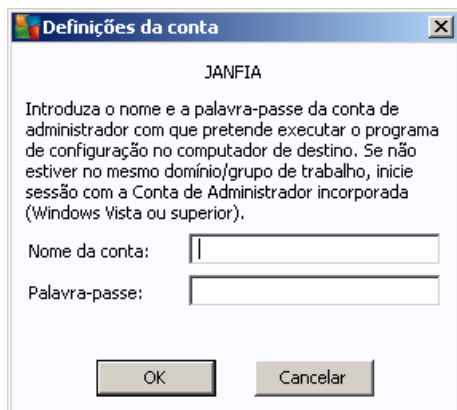 Definições da conta
JANFIA
Introduza o nome e a palavra-passe da conta de
administrador com que pretende executar o programa
de configuração no computador de destino. Se não
estiver no mesmo domínio/grupo de trabalho, inicie
sessão com a Conta de Administrador incorporada
(Windows Vista ou superior).
Nome da conta:
Palavra-passe:
OK Cancelar